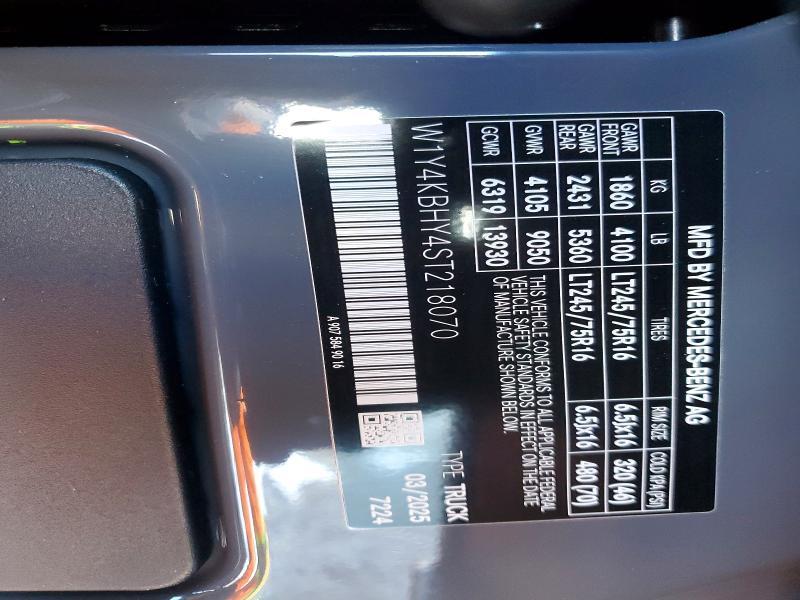 MFD BY MERCEDES-BENZ AG
KG LB TIRES RIM SIZE COLD KPA/(PSI)
GAWR FRONT 1860 4100 LT245/75R16 6.5Jx16 320 (46)
GAWR REAR 2431 5360 LT245/75R16 6.5Jx16 480 (70)
GVWR 4105 9050
GCWR 6319 13930
THIS VEHICLE CONFORMS TO ALL APPLICABLE FEDERAL
VEHICLE SAFETY STANDARDS IN EFFECT ON THE DATE
OF MANUFACTURE SHOWN BELOW.
W1Y4KBHY4ST218070
TYPE TRUCK
03/2025
7224
A 907 584 90 16